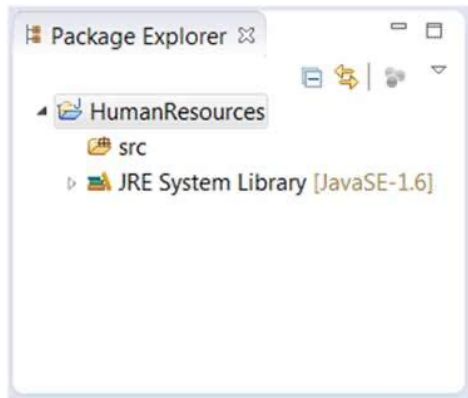 Package Explorer
HumanResources
src
JRE System Library [JavaSE-1.6]